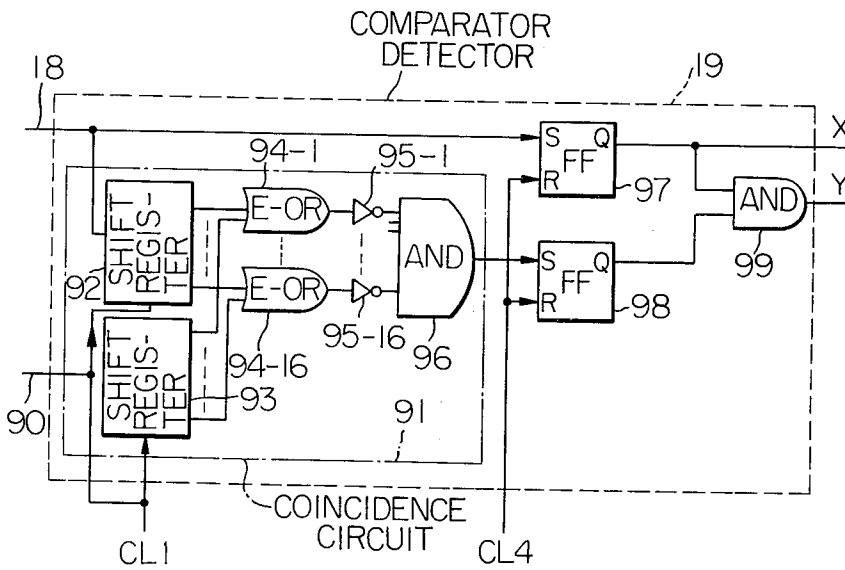 COMPARATOR
DETECTOR
18
19
94-1
95-1
S Q
FF
R
97
X
Y
AND
99
SHIFT
REGIS-
TER
92
E-OR
E-OR
94-16
95-16
AND
96
S Q
FF
R
98
SHIFT
REGIS-
TER
93
90
91
COINCIDENCE
CIRCUIT
CL1
CL4